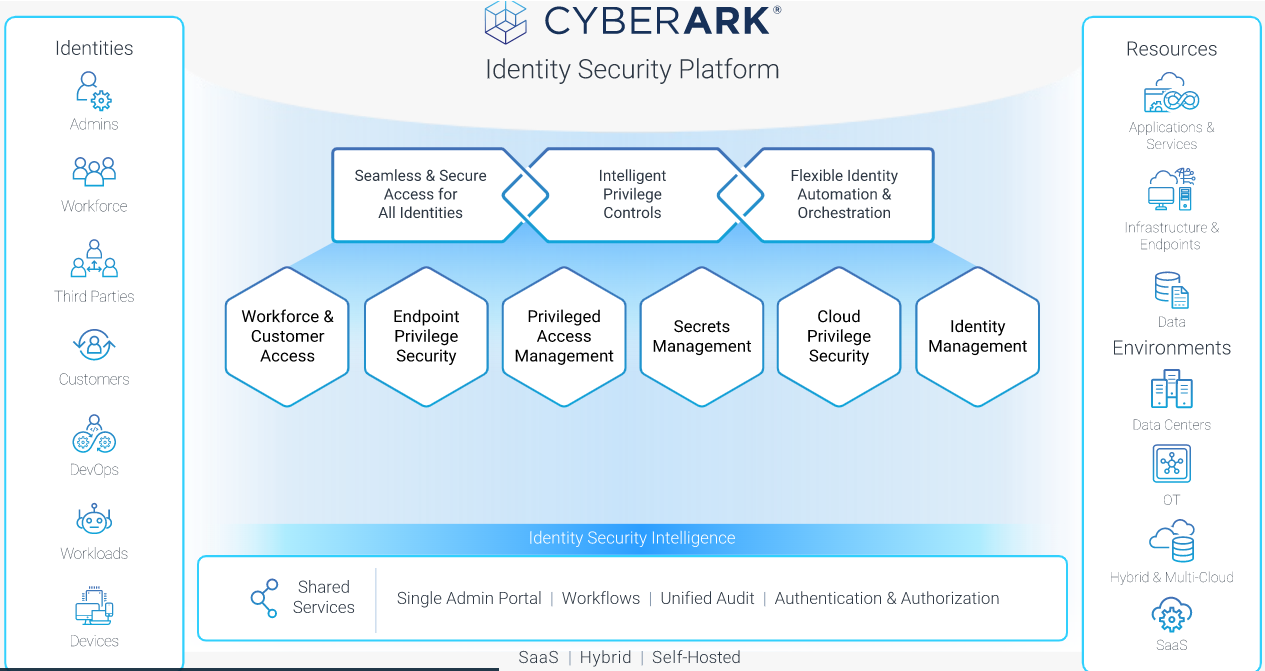 CYBERARK®
Identity Security Platform
Identities
Admins
Workforce
Third Parties
Customers
DevOps
Workloads
Devices
Seamless & Secure
Access for
All Identities
Intelligent
Privilege
Controls
Flexible Identity
Automation &
Orchestration
Workforce &
Customer
Access
Endpoint
Privilege
Security
Privileged
Access
Management
Secrets
Management
Cloud
Privilege
Security
Identity
Management
Identity Security Intelligence
Shared
Services
Single Admin Portal | Workflows | Unified Audit | Authentication & Authorization
SaaS | Hybrid | Self-Hosted
Resources
Applications &
Services
Infrastructure &
Endpoints
Data
Environments
Data Centers
OT
Hybrid & Multi-Cloud
SaaS